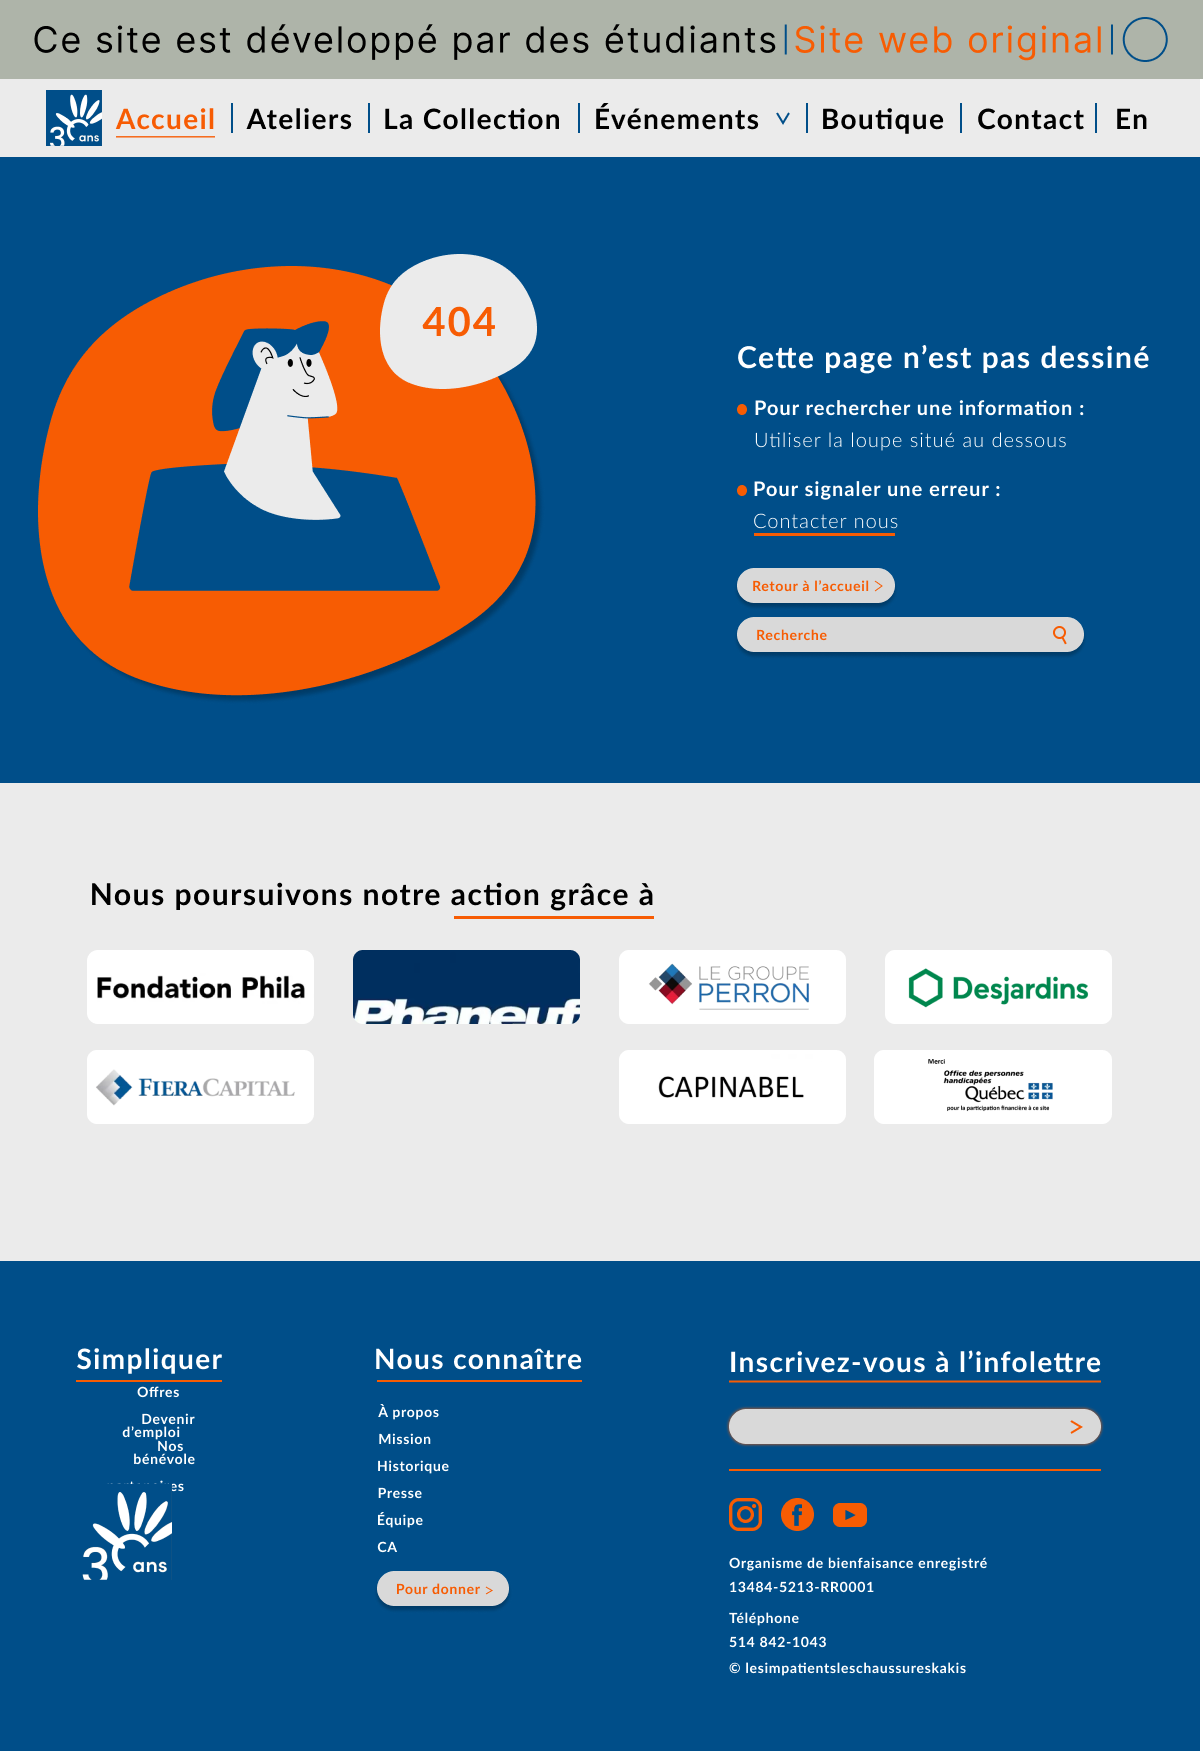 Ce site est développé par des étudiants
Site web original
30 ans
Accueil
Ateliers
La Collection
Événements
Boutique
Contact
En
404
Cette page n’est pas dessiné
Pour rechercher une information :
Utiliser la loupe situé au dessous
Pour signaler une erreur :
Contacter nous
Retour à l’accueil >
Recherche
Nous poursuivons notre action grâce à
Fondation Phila
Phaneuf
LE GROUPE
PERRON
Desjardins
FIERACAPITAL
CAPINABEL
Merci
Office des personnes
handicapées
Québec
pour la participation financière à ce site
Simpliquer
Offres
Devenir
d’emploi
Nos
bénévole
partenaires
30 ans
Nous connaître
À propos
Mission
Historique
Presse
Équipe
CA
Pour donner >
Inscrivez-vous à l’infolettre
>
Organisme de bienfaisance enregistré
13484-5213-RR0001
Téléphone
514 842-1043
© lesimpatientsleschaussureskakis